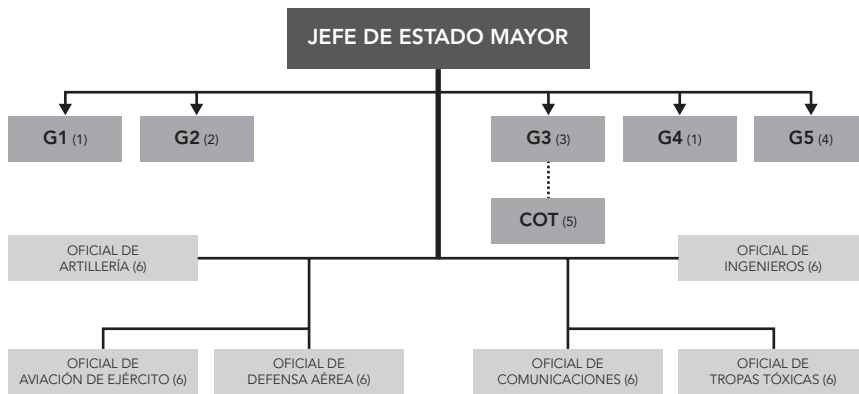 JEFE DE ESTADO MAYOR
G1 (1)
G2 (2)
G3 (3)
G4 (1)
G5 (4)
COT (5)
OFICIAL DE
ARTILLERÍA (6)
OFICIAL DE
INGENIEROS (6)
OFICIAL DE
AVIACIÓN DE EJÉRCITO (6)
OFICIAL DE
DEFENSA AÉREA (6)
OFICIAL DE
COMUNICACIONES (6)
OFICIAL DE
TROPAS TÓXICAS (6)